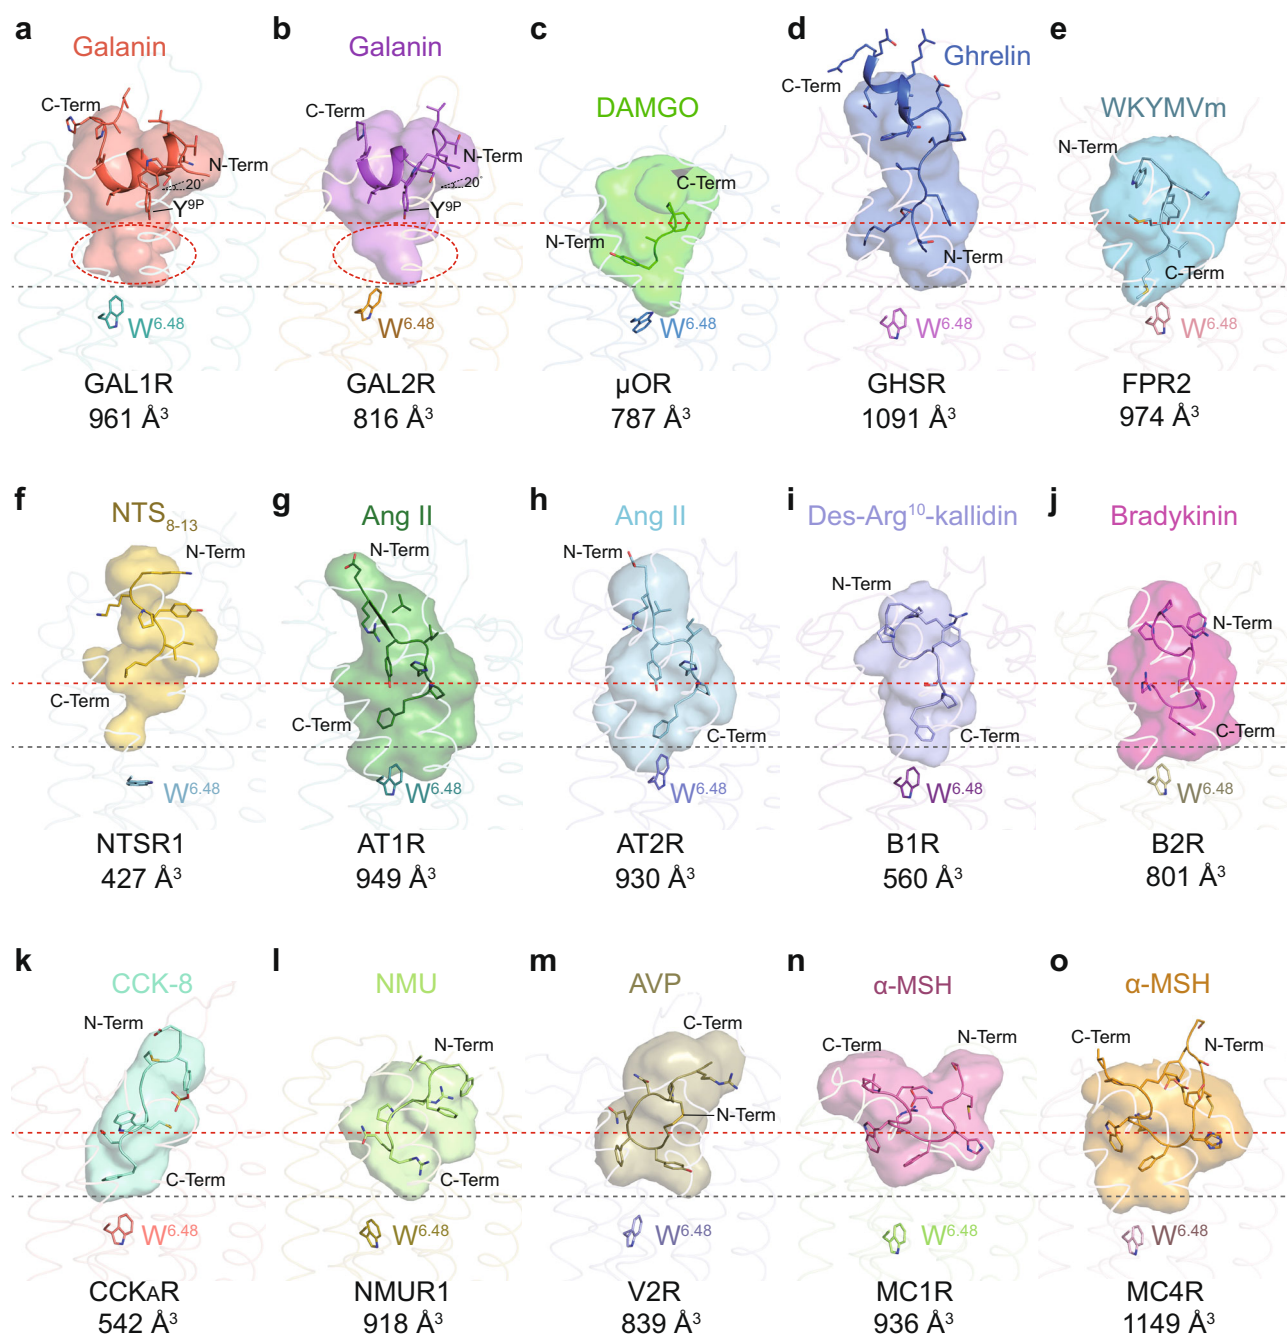 a
Galanin
C-Term
N-Term
20°
Y9P
W6.48
GAL1R
961 Å3
b
Galanin
C-Term
N-Term
20°
Y9P
W6.48
GAL2R
816 Å3
c
DAMGO
C-Term
N-Term
W6.48
µOR
787 Å3
d
Ghrelin
C-Term
N-Term
W6.48
GHSR
1091 Å3
e
WKYMVm
N-Term
C-Term
W6.48
FPR2
974 Å3
f
NTS8-13
N-Term
C-Term
W6.48
NTSR1
427 Å3
g
Ang II
N-Term
C-Term
W6.48
AT1R
949 Å3
h
Ang II
N-Term
C-Term
W6.48
AT2R
930 Å3
i
Des-Arg10-kallidin
N-Term
C-Term
W6.48
B1R
560 Å3
j
Bradykinin
N-Term
C-Term
W6.48
B2R
801 Å3
k
CCK-8
N-Term
C-Term
W6.48
CCKAR
542 Å3
l
NMU
N-Term
C-Term
W6.48
NMUR1
918 Å3
m
AVP
C-Term
N-Term
W6.48
V2R
839 Å3
n
α-MSH
C-Term
N-Term
W6.48
MC1R
936 Å3
o
α-MSH
C-Term
N-Term
W6.48
MC4R
1149 Å3